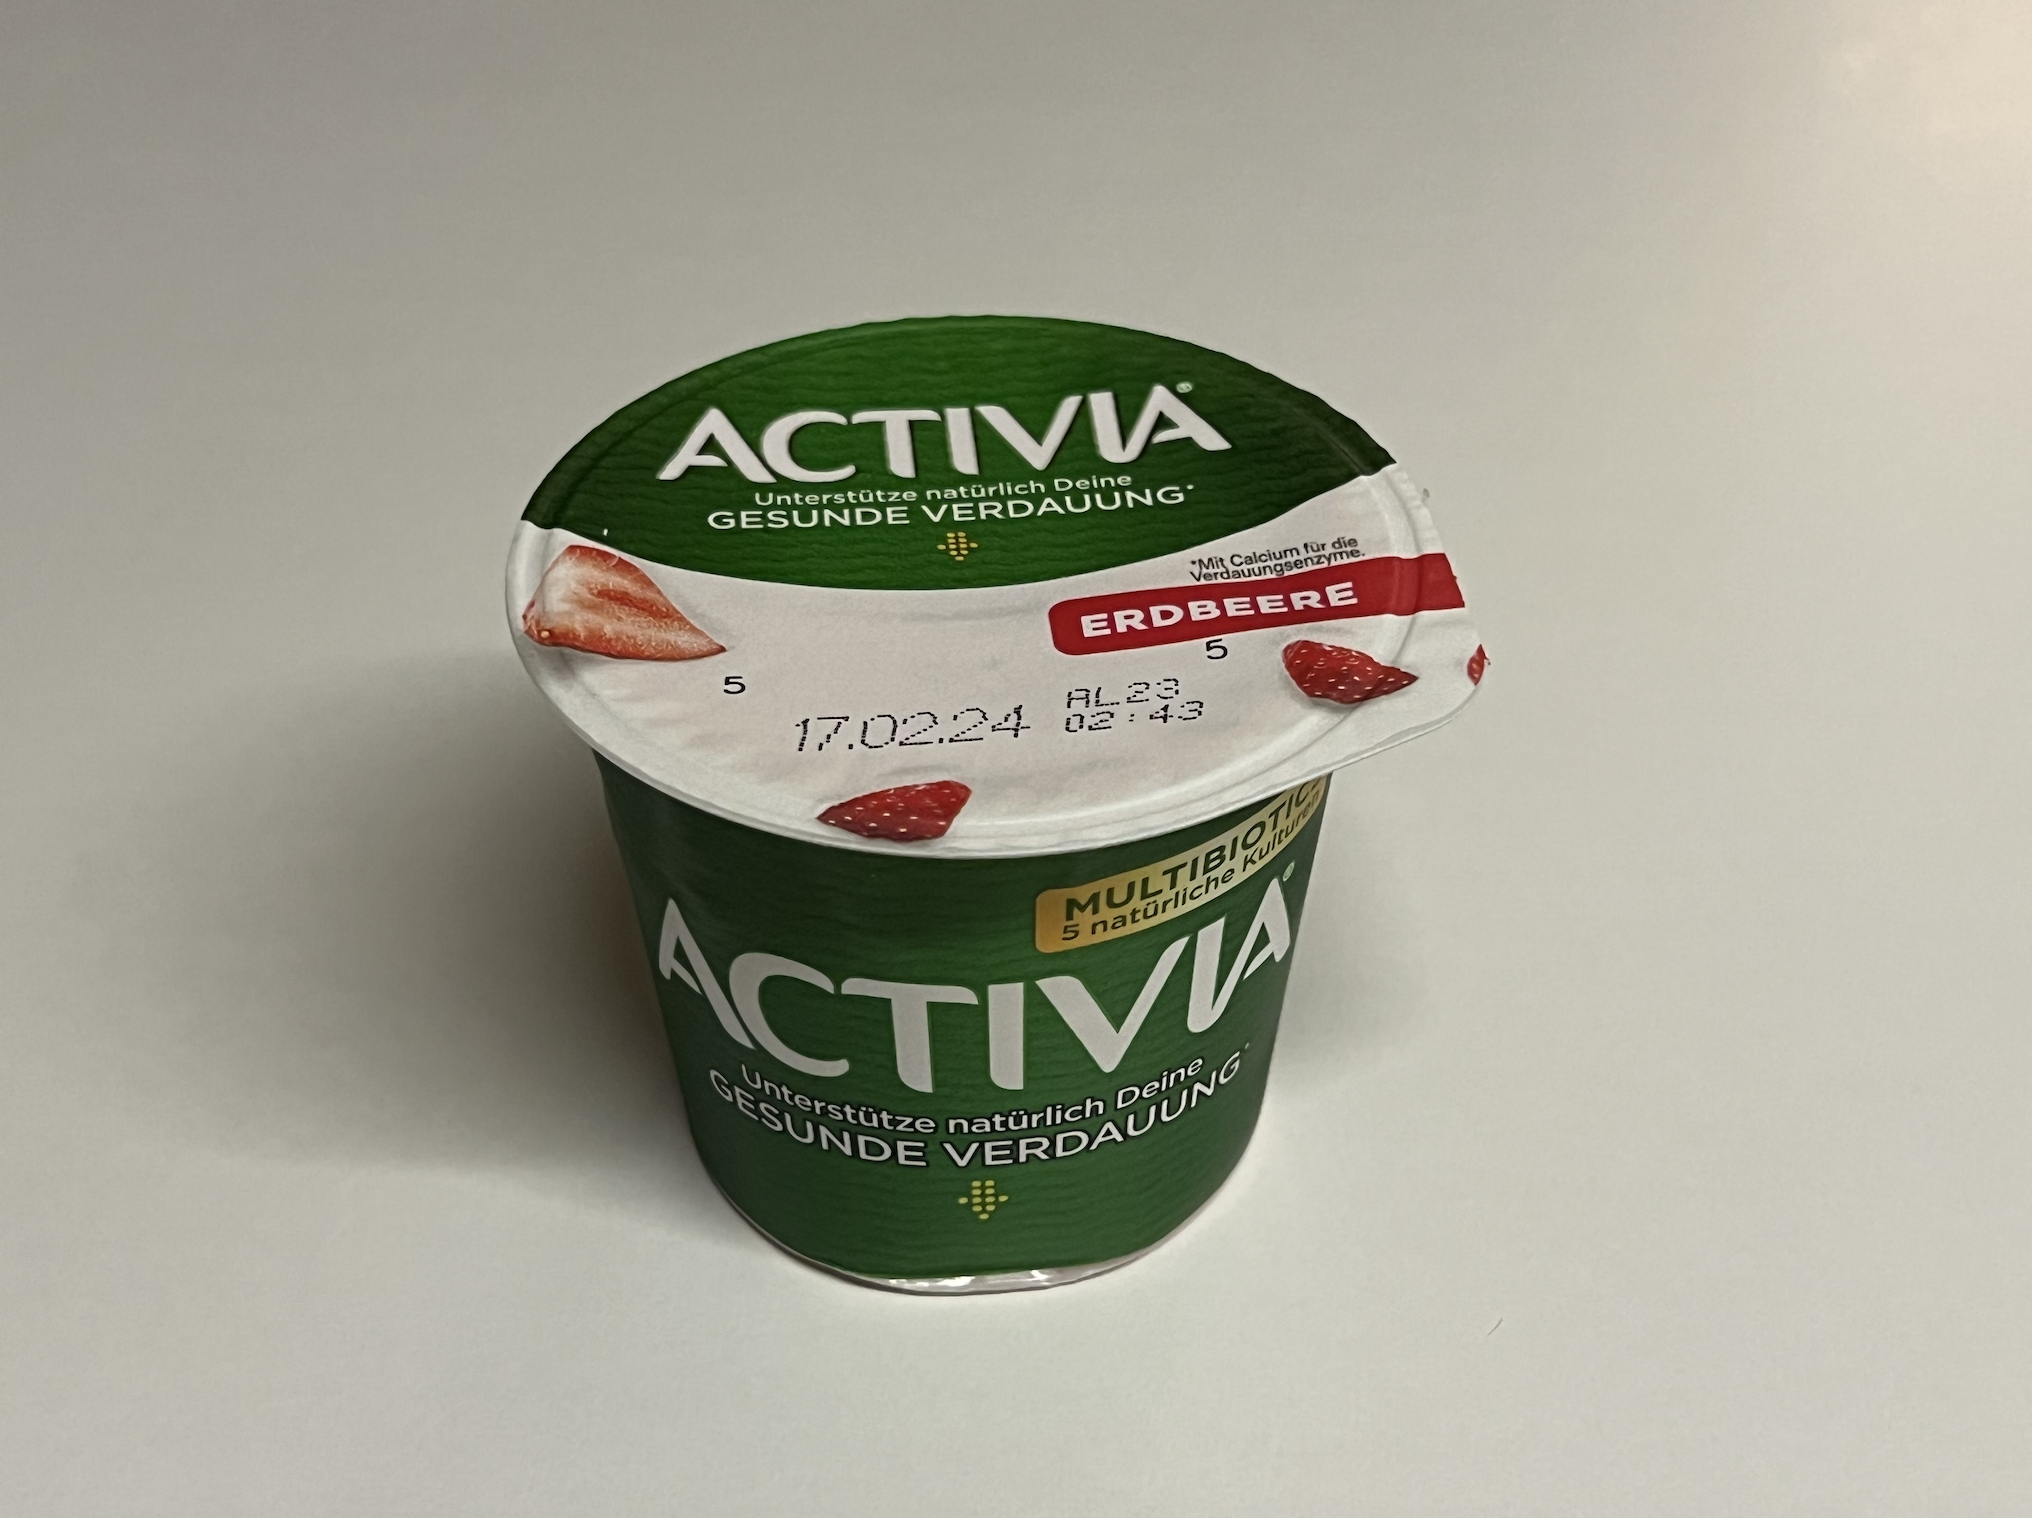 ACTIVIA®
Unterstütze natürlich Deine
GESUNDE VERDAUUNG*
*Mit Calcium für die
Verdauungsenzyme.
ERDBEERE
5
5
17.02.24
AL23
02:43
MULTIBIOTICS
5 natürliche Kulturen
ACTIVIA®
Unterstütze natürlich Deine
GESUNDE VERDAUUNG*